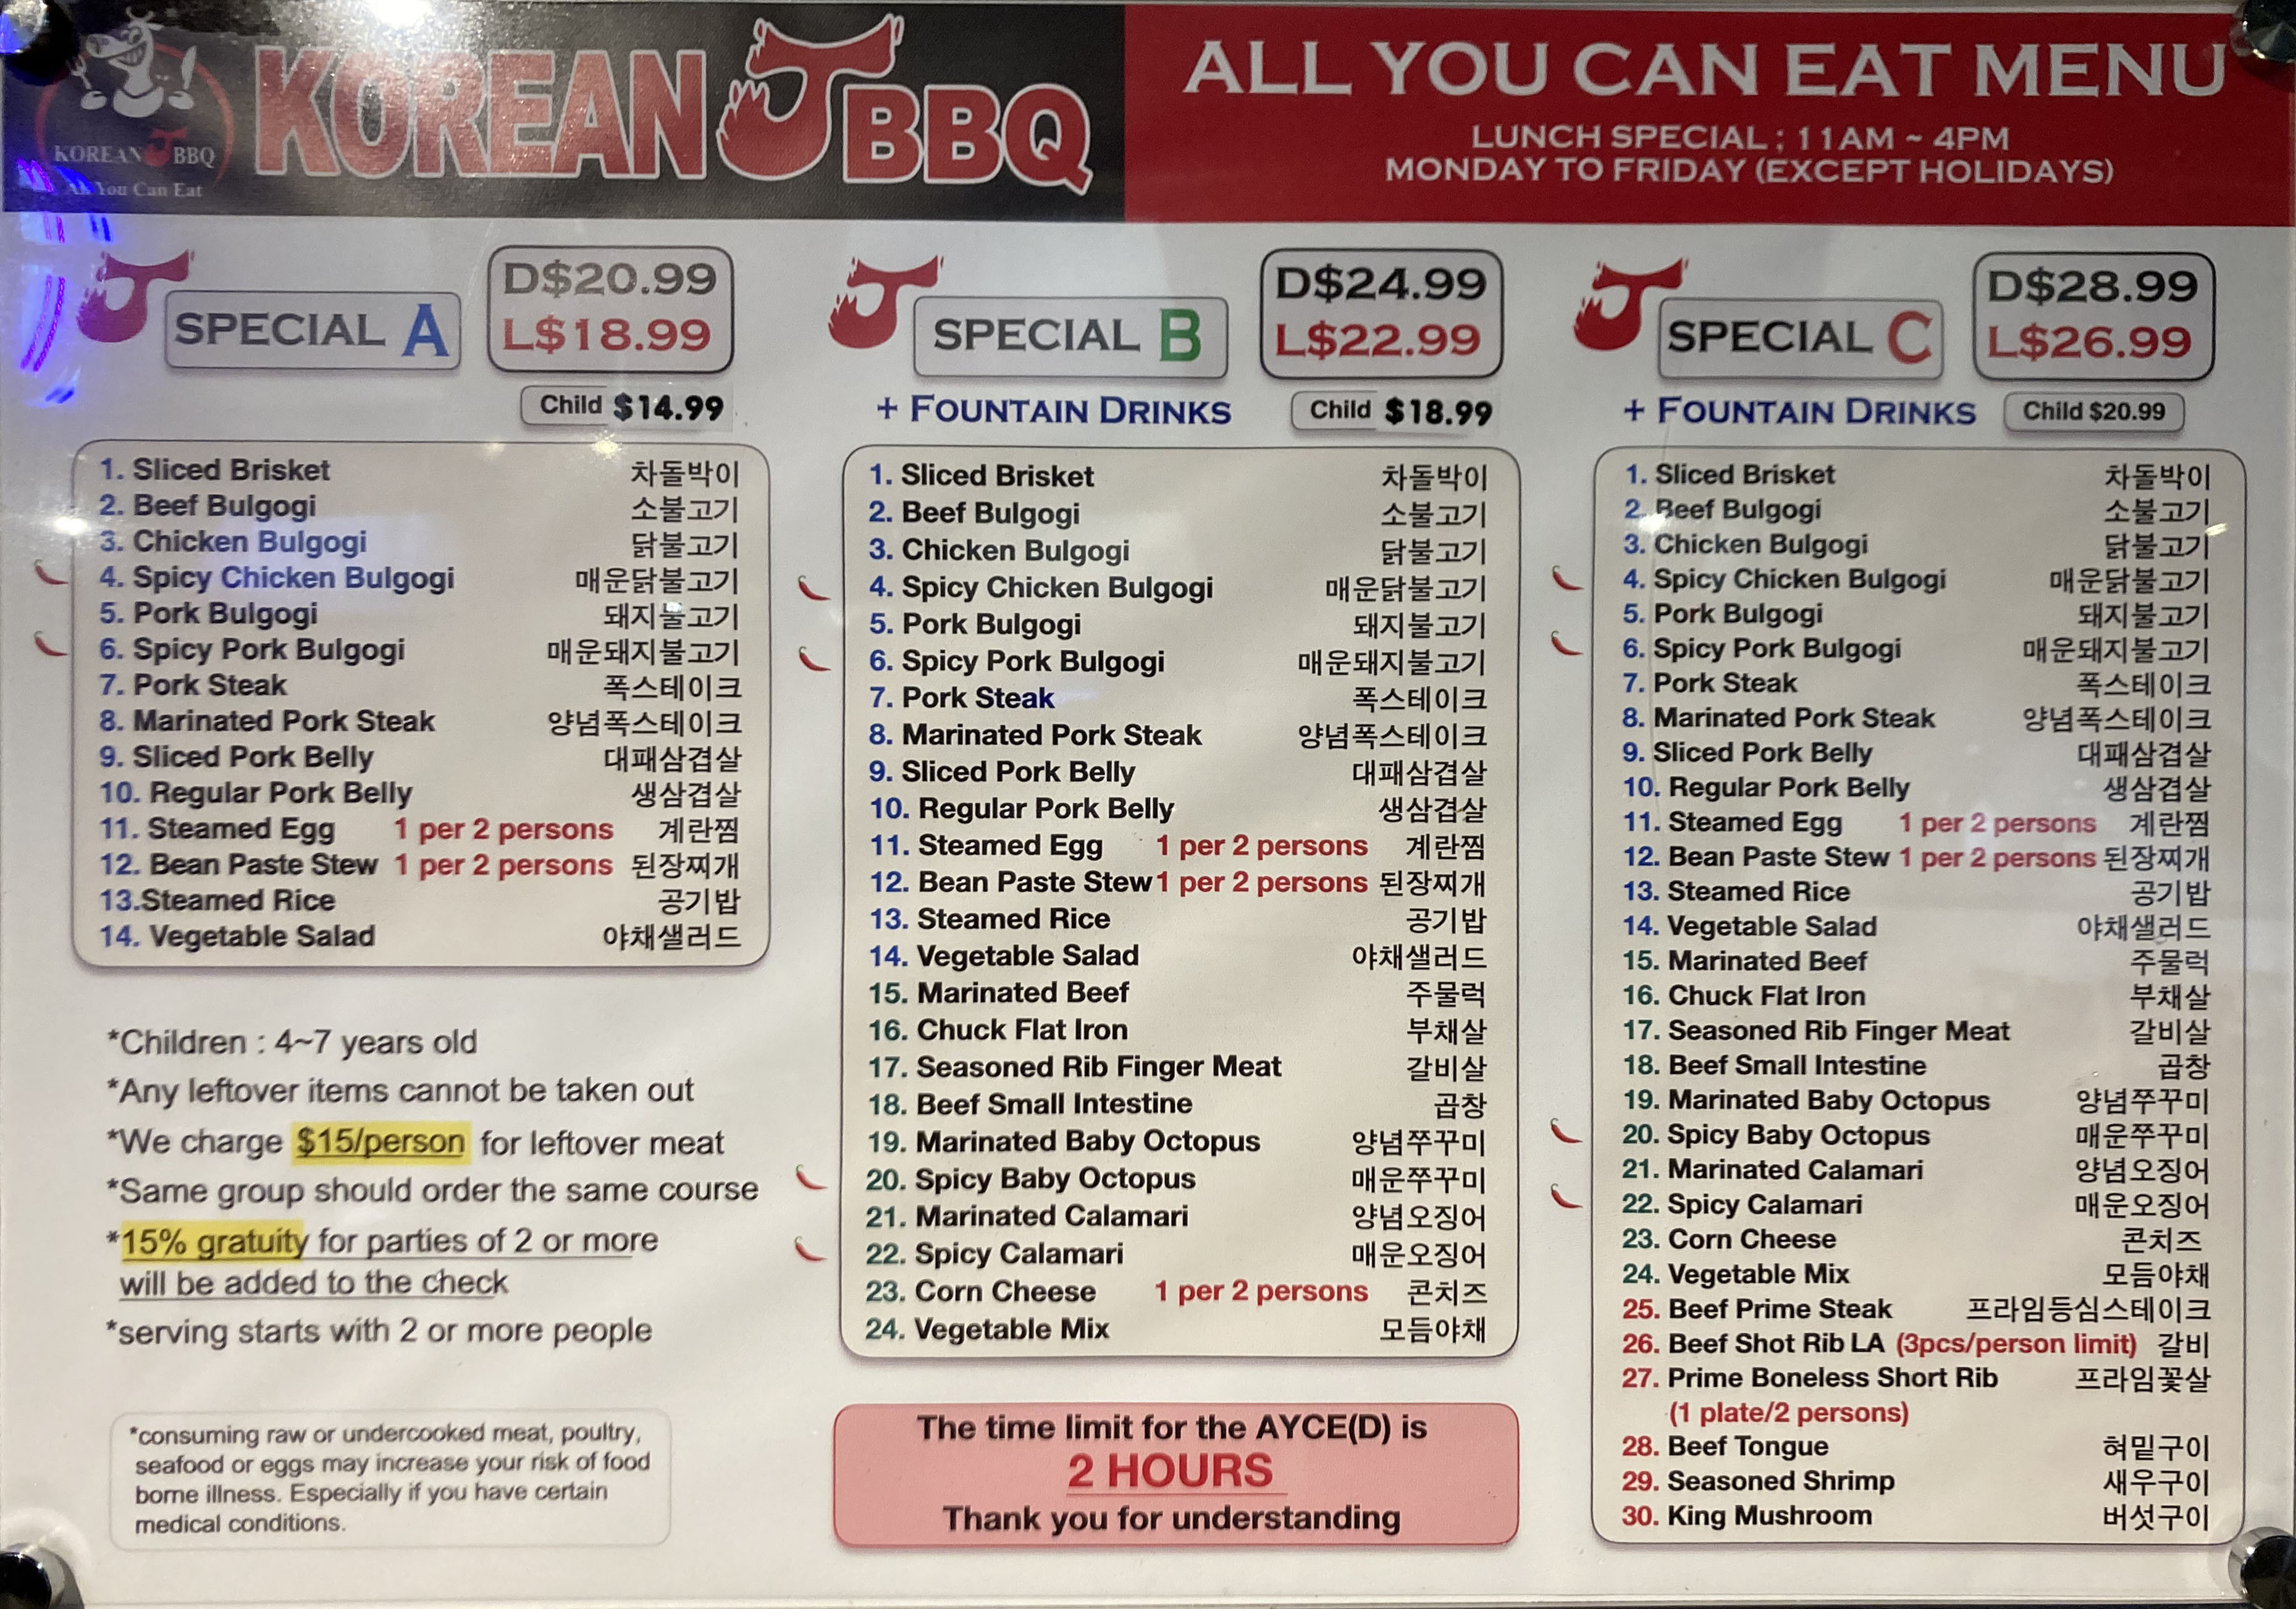 KOREAN J BBQ
KOREAN J BBQ
All You Can Eat
ALL YOU CAN EAT MENU
LUNCH SPECIAL ; 11AM ~ 4PM
MONDAY TO FRIDAY (EXCEPT HOLIDAYS)
J SPECIAL A
D$20.99
L$18.99
Child $14.99
1. Sliced Brisket 차돌박이
2. Beef Bulgogi 소불고기
3. Chicken Bulgogi 닭불고기
4. Spicy Chicken Bulgogi 매운닭불고기
5. Pork Bulgogi 돼지불고기
6. Spicy Pork Bulgogi 매운돼지불고기
7. Pork Steak 폭스테이크
8. Marinated Pork Steak 양념폭스테이크
9. Sliced Pork Belly 대패삼겹살
10. Regular Pork Belly 생삼겹살
11. Steamed Egg 1 per 2 persons 계란찜
12. Bean Paste Stew 1 per 2 persons 된장찌개
13.Steamed Rice 공기밥
14. Vegetable Salad 야채샐러드
*Children : 4~7 years old
*Any leftover items cannot be taken out
*We charge $15/person for leftover meat
*Same group should order the same course
*15% gratuity for parties of 2 or more
will be added to the check
*serving starts with 2 or more people
*consuming raw or undercooked meat, poultry,
seafood or eggs may increase your risk of food
borne illness. Especially if you have certain
medical conditions.
J SPECIAL B
D$24.99
L$22.99
+ FOUNTAIN DRINKS
Child $18.99
1. Sliced Brisket 차돌박이
2. Beef Bulgogi 소불고기
3. Chicken Bulgogi 닭불고기
4. Spicy Chicken Bulgogi 매운닭불고기
5. Pork Bulgogi 돼지불고기
6. Spicy Pork Bulgogi 매운돼지불고기
7. Pork Steak 폭스테이크
8. Marinated Pork Steak 양념폭스테이크
9. Sliced Pork Belly 대패삼겹살
10. Regular Pork Belly 생삼겹살
11. Steamed Egg 1 per 2 persons 계란찜
12. Bean Paste Stew 1 per 2 persons 된장찌개
13. Steamed Rice 공기밥
14. Vegetable Salad 야채샐러드
15. Marinated Beef 주물럭
16. Chuck Flat Iron 부채살
17. Seasoned Rib Finger Meat 갈비살
18. Beef Small Intestine 곱창
19. Marinated Baby Octopus 양념쭈꾸미
20. Spicy Baby Octopus 매운쭈꾸미
21. Marinated Calamari 양념오징어
22. Spicy Calamari 매운오징어
23. Corn Cheese 1 per 2 persons 콘치즈
24. Vegetable Mix 모듬야채
The time limit for the AYCE(D) is
2 HOURS
Thank you for understanding
J SPECIAL C
D$28.99
L$26.99
+ FOUNTAIN DRINKS
Child $20.99
1. Sliced Brisket 차돌박이
2. Beef Bulgogi 소불고기
3. Chicken Bulgogi 닭불고기
4. Spicy Chicken Bulgogi 매운닭불고기
5. Pork Bulgogi 돼지불고기
6. Spicy Pork Bulgogi 매운돼지불고기
7. Pork Steak 폭스테이크
8. Marinated Pork Steak 양념폭스테이크
9. Sliced Pork Belly 대패삼겹살
10. Regular Pork Belly 생삼겹살
11. Steamed Egg 1 per 2 persons 계란찜
12. Bean Paste Stew 1 per 2 persons 된장찌개
13. Steamed Rice 공기밥
14. Vegetable Salad 야채샐러드
15. Marinated Beef 주물럭
16. Chuck Flat Iron 부채살
17. Seasoned Rib Finger Meat 갈비살
18. Beef Small Intestine 곱창
19. Marinated Baby Octopus 양념쭈꾸미
20. Spicy Baby Octopus 매운쭈꾸미
21. Marinated Calamari 양념오징어
22. Spicy Calamari 매운오징어
23. Corn Cheese 콘치즈
24. Vegetable Mix 모듬야채
25. Beef Prime Steak 프라임등심스테이크
26. Beef Shot Rib LA (3pcs/person limit) 갈비
27. Prime Boneless Short Rib 프라임꽃살
(1 plate/2 persons)
28. Beef Tongue 혀밑구이
29. Seasoned Shrimp 새우구이
30. King Mushroom 버섯구이